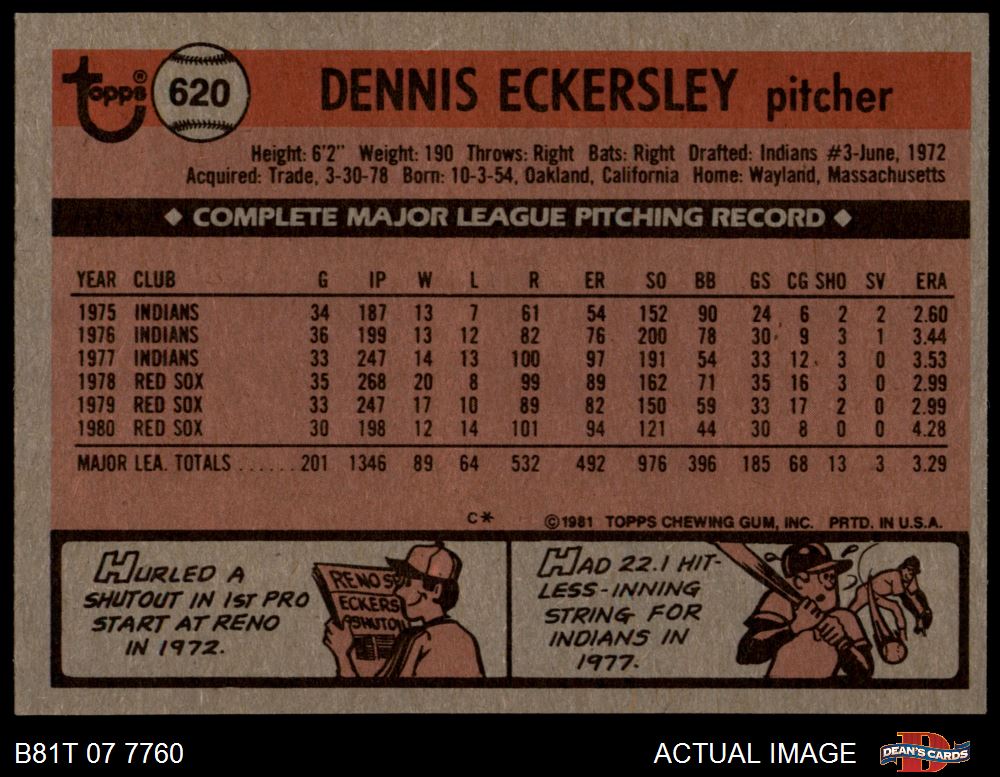 topps® 620 DENNIS ECKERSLEY pitcher
Height: 6'2" Weight: 190 Throws: Right Bats: Right Drafted: Indians #3-June, 1972
Acquired: Trade, 3-30-78 Born: 10-3-54, Oakland, California Home: Wayland, Massachusetts
◆ COMPLETE MAJOR LEAGUE PITCHING RECORD ◆
YEAR CLUB G IP W L R ER SO BB GS CG SHO SV ERA
1975 INDIANS 34 187 13 7 61 54 152 90 24 6 2 2 2.60
1976 INDIANS 36 199 13 12 82 76 200 78 30 9 3 1 3.44
1977 INDIANS 33 247 14 13 100 97 191 54 33 12 3 0 3.53
1978 RED SOX 35 268 20 8 99 89 162 71 35 16 3 0 2.99
1979 RED SOX 33 247 17 10 89 82 150 59 33 17 2 0 2.99
1980 RED SOX 30 198 12 14 101 94 121 44 30 8 0 0 4.28
MAJOR LEA. TOTALS ...... 201 1346 89 64 532 492 976 396 185 68 13 3 3.29
C* ©1981 TOPPS CHEWING GUM, INC. PRTD. IN U.S.A.
HURLED A
SHUTOUT IN 1ST PRO
START AT RENO
IN 1972.
RENO
ECKERS
HAD 22.1 HIT-
LESS-INNING
STRING FOR
INDIANS IN
1977.
B81T 07 7760 ACTUAL IMAGE DEAN'S CARDS